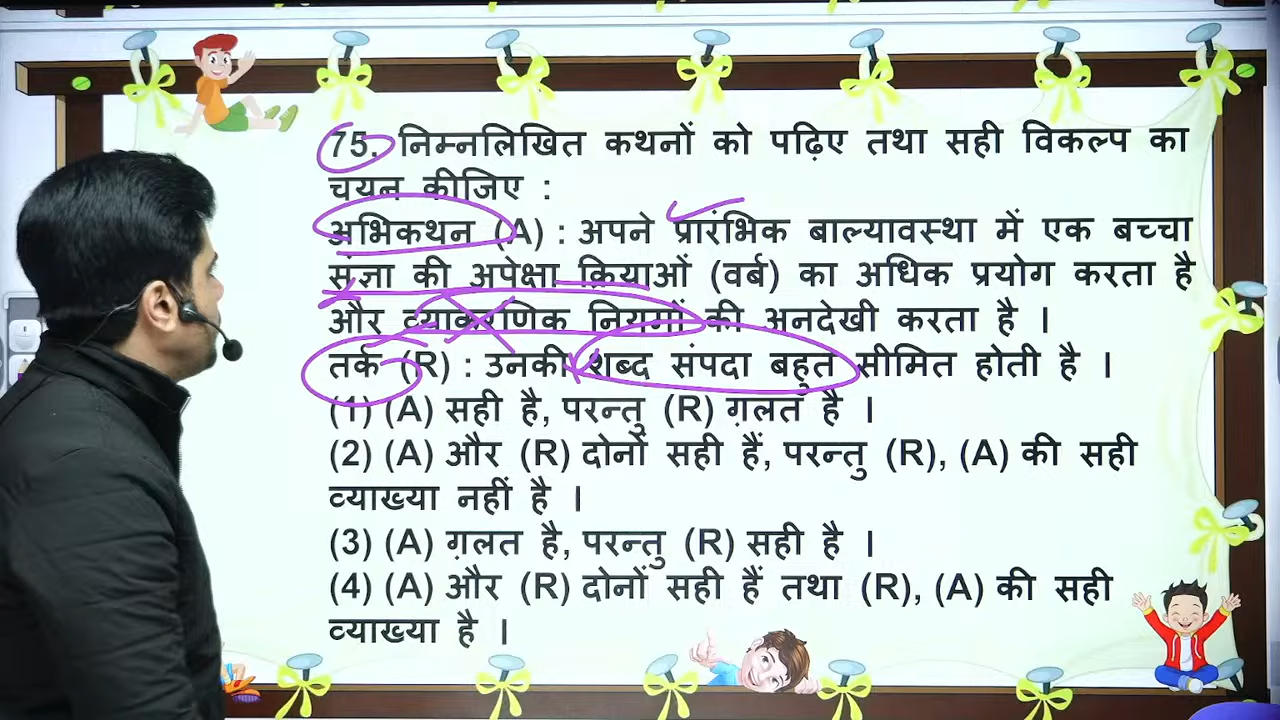 75. निम्नलिखित कथनों को पढ़िए तथा सही विकल्प का
चयन कीजिए :
अभिकथन (A) : अपने प्रारंभिक बाल्यावस्था में एक बच्चा
संज्ञा की अपेक्षा क्रियाओं (वर्ब) का अधिक प्रयोग करता है
और व्याकरणिक नियमों की अनदेखी करता है ।
तर्क (R) : उनकी शब्द संपदा बहुत सीमित होती है ।
(1) (A) सही है, परन्तु (R) ग़लत है ।
(2) (A) और (R) दोनों सही हैं, परन्तु (R), (A) की सही
व्याख्या नहीं है ।
(3) (A) ग़लत है, परन्तु (R) सही है ।
(4) (A) और (R) दोनों सही हैं तथा (R), (A) की सही
व्याख्या है ।